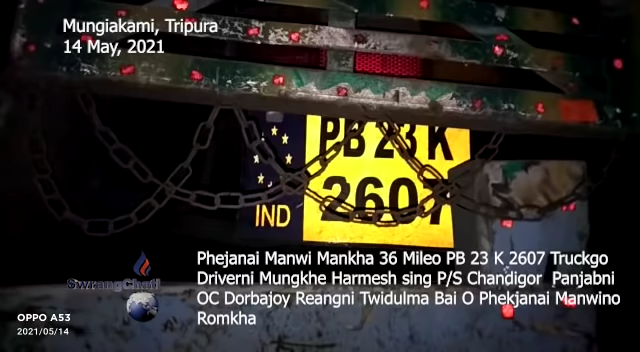 Mungiakami, Tripura
14 May, 2021
PB 23 K
2607
IND
Phejanai Manwi Mankha 36 Mileo PB 23 K 2607 Truckgo
Driverni Mungkhe Harmesh sing P/S Chandigor Panjabni
OC Dorbajoy Reangni Twidulma Bai O Phekjanai Manwino
Romkha
SwrangChati
OPPO A53
2021/05/14